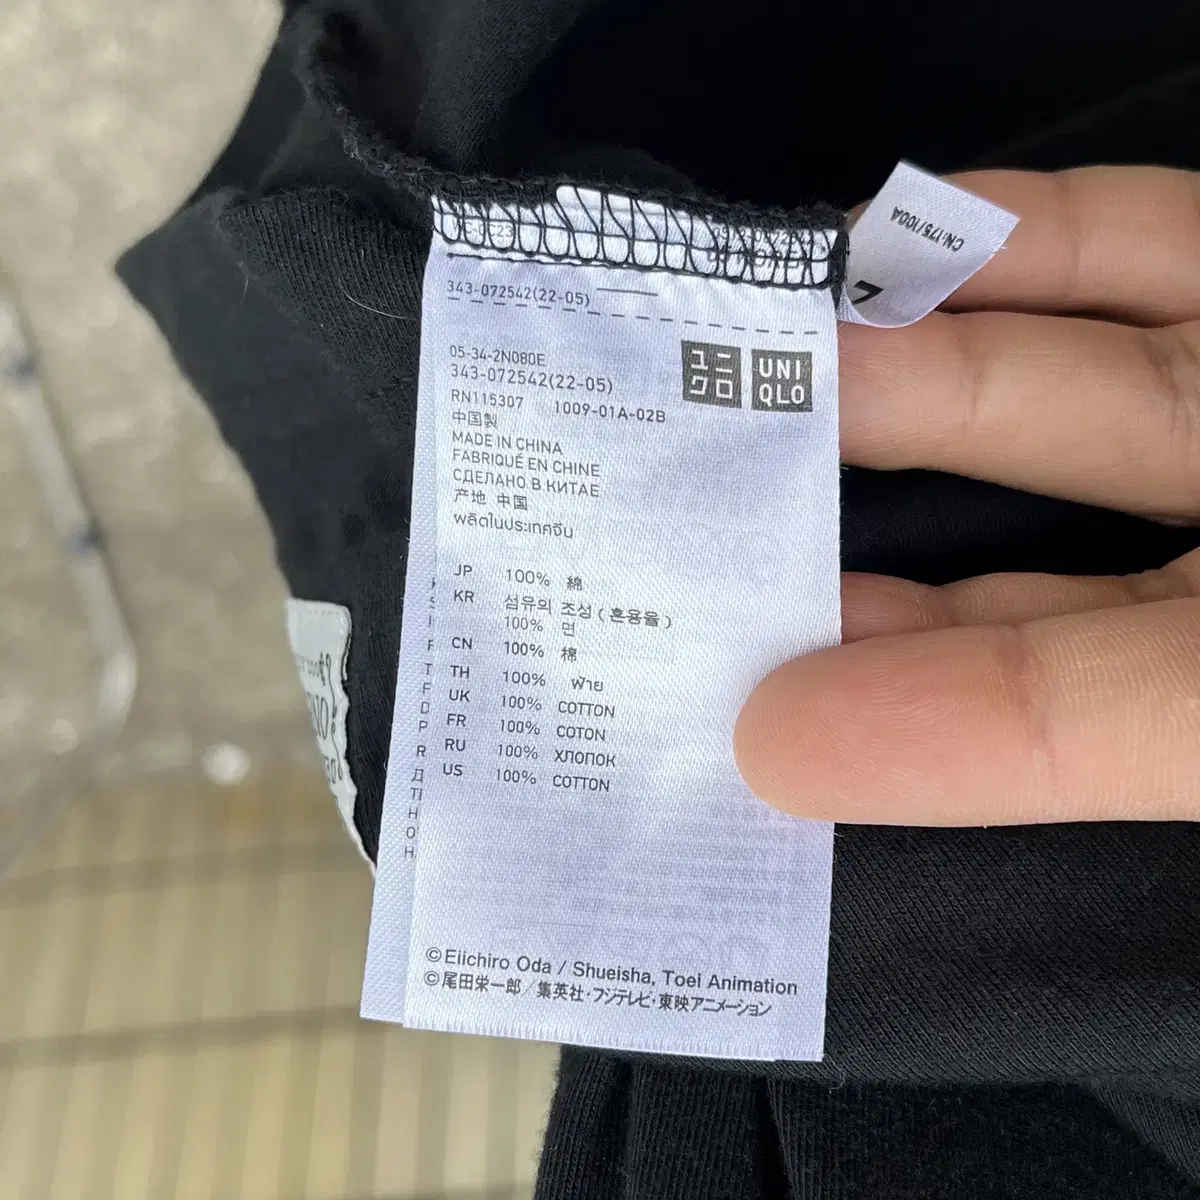 CN·175/100A
343-072542(22-05)
05-34-2N080E
343-072542(22-05)
ユニ
クロ
UNI
QLO
RN115307 1009-01A-02B
中国製
MADE IN CHINA
FABRIQUÉ EN CHINE
СДЕЛАНО В КИТАЕ
产地 中国
ผลิตในประเทศจีน
JP 100% 綿
KR 섬유의 조성 ( 혼용율 )
100% 면
CN 100% 棉
TH 100% ฝ้าย
UK 100% COTTON
FR 100% COTON
RU 100% ХЛОПОК
US 100% COTTON
©Eiichiro Oda / Shueisha, Toei Animation
©尾田栄一郎／集英社・フジテレビ・東映アニメーション